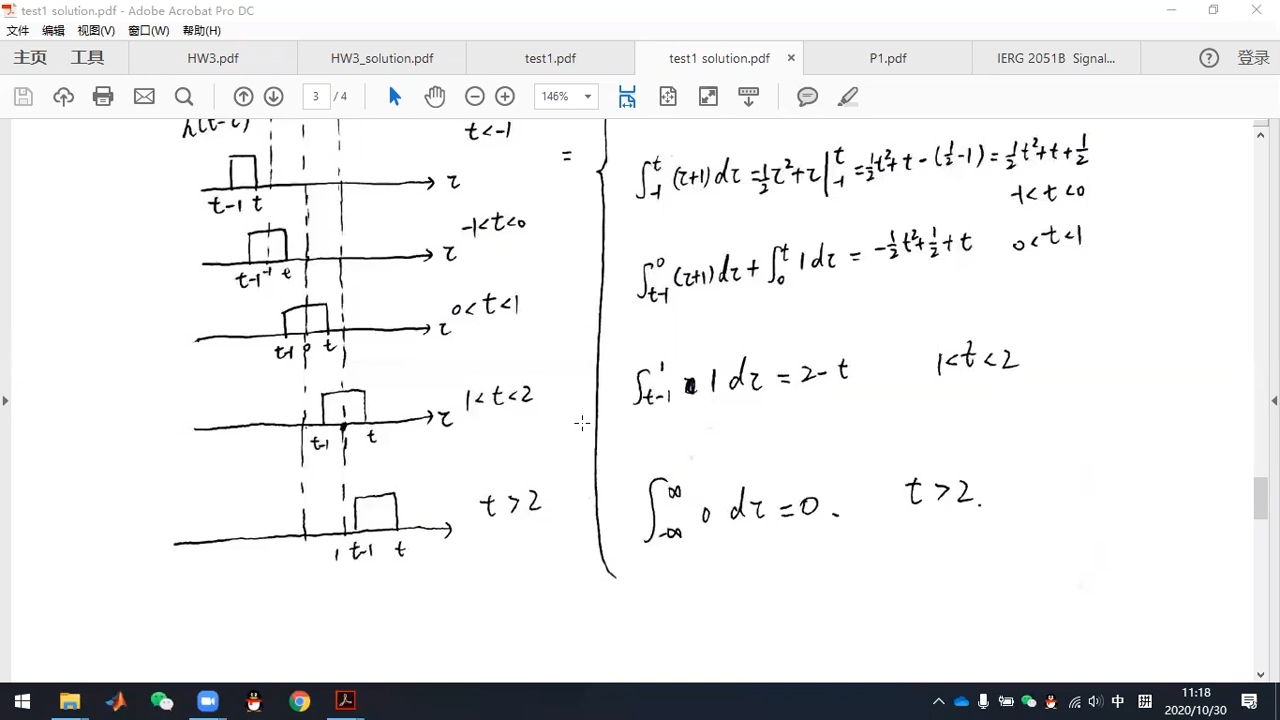 test1 solution.pdf - Adobe Acrobat Pro DC
文件 编辑 视图(V) 窗口(W) 帮助(H)
主页 工具 HW3.pdf HW3_solution.pdf test1.pdf test1 solution.pdf × P1.pdf IERG 2051B Signal... 登录
3 / 4 146%
h(t-τ) t<-1
=
∫_{-1}^{t} (τ+1) dτ = ½τ²+τ |_{-1}^{t} = ½t²+t - (½-1) = ½t²+t+½
-1<t<0
t-1 t τ
-1<t<0
t-1 -1 t τ
∫_{t-1}^{0} (τ+1) dτ + ∫_{0}^{t} 1 dτ = -½t²+½+t 0<t<1
0<t<1
t-1 0 t τ
∫_{t-1}^{1} 1 dτ = 2-t 1<t<2
1<t<2
t-1 t τ
∫_{-∞}^{∞} 0 dτ = 0. t>2.
t>2
1 t-1 t
中 拼 11:18
2020/10/30